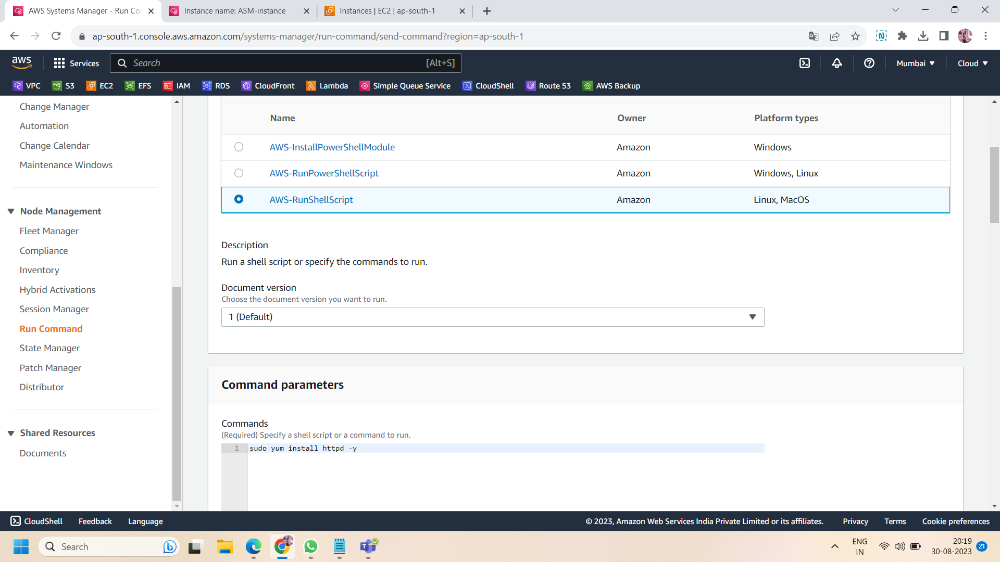 AWS Systems Manager - Run Cor
Instance name: ASM-instance
Instances | EC2 | ap-south-1
ap-south-1.console.aws.amazon.com/systems-manager/run-command/send-command?region=ap-south-1
aws
Services
Search
[Alt+S]
Mumbai
Cloud
VPC
S3
EC2
EFS
IAM
RDS
CloudFront
Lambda
Simple Queue Service
CloudShell
Route 53
AWS Backup
Change Manager
Automation
Change Calendar
Maintenance Windows
Node Management
Fleet Manager
Compliance
Inventory
Hybrid Activations
Session Manager
Run Command
State Manager
Patch Manager
Distributor
Shared Resources
Documents
Name Owner Platform types
AWS-InstallPowerShellModule Amazon Windows
AWS-RunPowerShellScript Amazon Windows, Linux
AWS-RunShellScript Amazon Linux, MacOS
Description
Run a shell script or specify the commands to run.
Document version
Choose the document version you want to run.
1 (Default)
Command parameters
Commands
(Required) Specify a shell script or a command to run.
1 sudo yum install httpd -y
CloudShell
Feedback
Language
© 2023, Amazon Web Services India Private Limited or its affiliates.
Privacy
Terms
Cookie preferences
Search
ENG
IN
20:19
30-08-2023
21